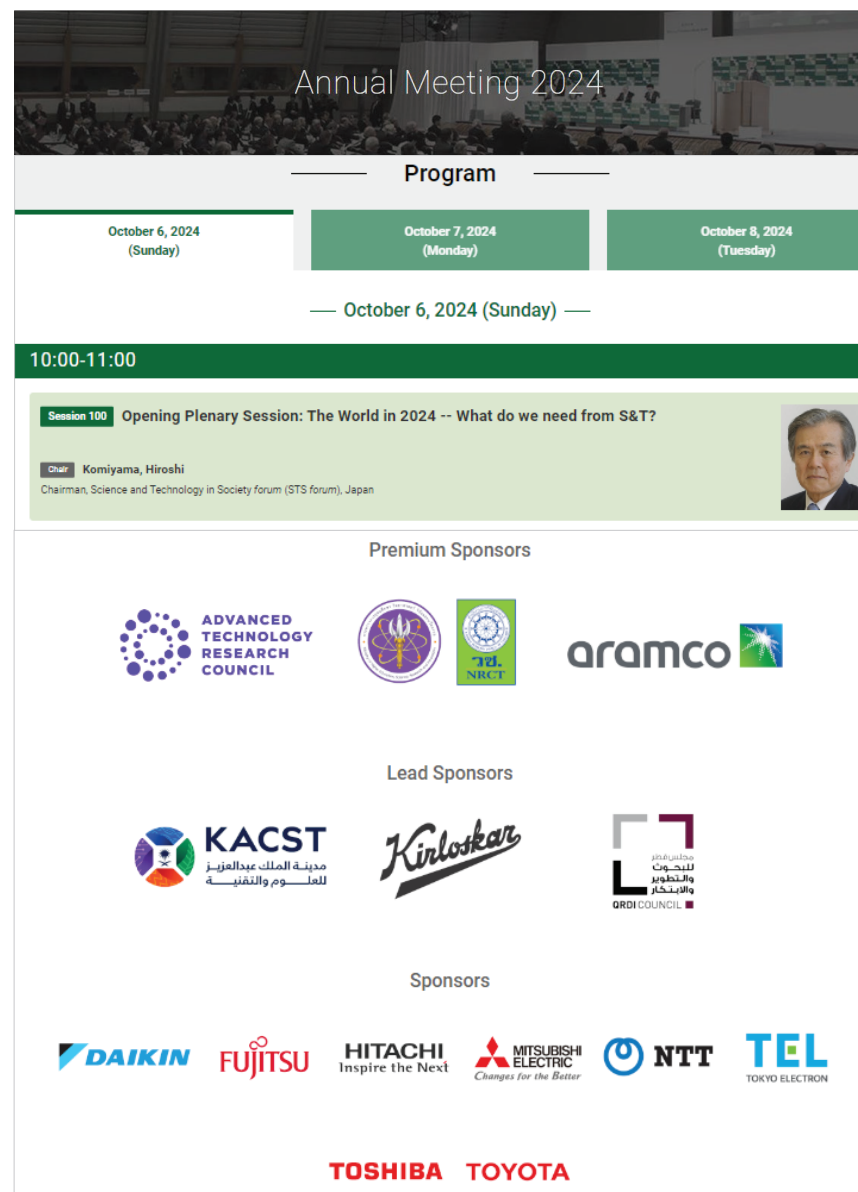 Annual Meeting 2024
Program
October 6, 2024
(Sunday)
October 7, 2024
(Monday)
October 8, 2024
(Tuesday)
October 6, 2024 (Sunday)
10:00-11:00
Session 100 Opening Plenary Session: The World in 2024 -- What do we need from S&T?
Chair Komiyama, Hiroshi
Chairman, Science and Technology in Society forum (STS forum), Japan
Premium Sponsors
ADVANCED
TECHNOLOGY
RESEARCH
COUNCIL
วช.
NRCT
aramco
Lead Sponsors
KACST
مدينة الملك عبدالعزيز
للعلوم والتقنية
Kirloskar
مجلس قطر
للبحوث
والتطوير
والابتكار
QRDI COUNCIL
Sponsors
DAIKIN
FUJITSU
HITACHI
Inspire the Next
MITSUBISHI
ELECTRIC
Changes for the Better
NTT
TEL
TOKYO ELECTRON
TOSHIBA
TOYOTA